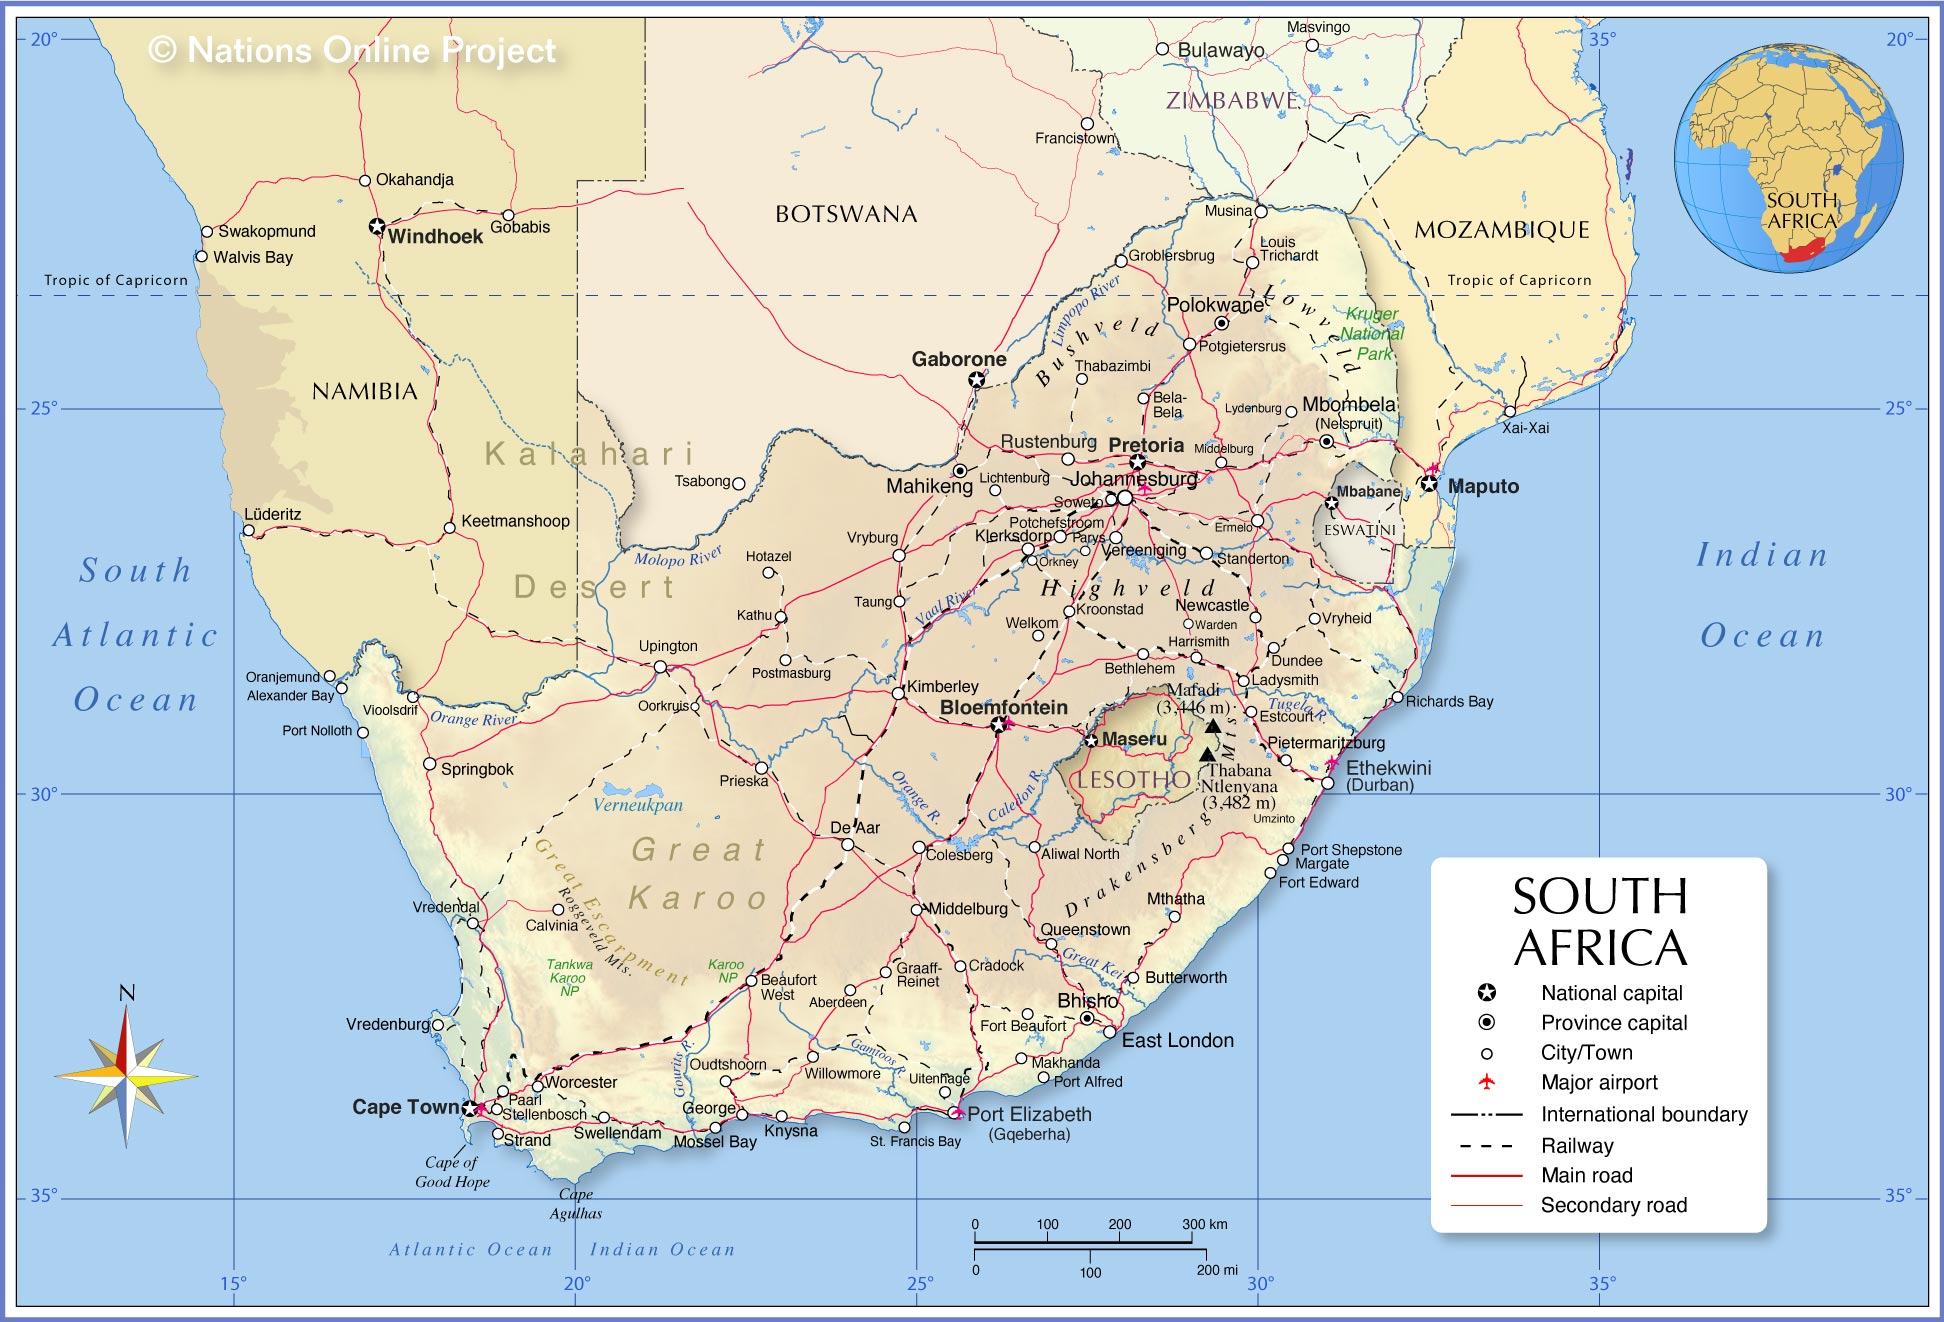 © Nations Online Project
20°
35°
20°
Masvingo
Bulawayo
ZIMBABWE
Francistown
Okahandja
Swakopmund
Windhoek
Gobabis
Walvis Bay
BOTSWANA
Musina
MOZAMBIQUE
SOUTH
AFRICA
Louis
Trichardt
Groblersbrug
Tropic of Capricorn
Tropic of Capricorn
Limpopo River
Polokwane
Lowveld
Kruger
National
Park
Bushveld
Potgietersrus
Gaborone
Thabazimbi
NAMIBIA
Bela-
Bela
Lydenburg
Mbombela
(Nelspruit)
25°
25°
Xai-Xai
Kalahari
Rustenburg
Pretoria
Middelburg
Tsabong
Mahikeng
Lichtenburg
Johannesburg
Soweto
Mbabane
Maputo
Lüderitz
Keetmanshoop
Potchefstroom
Ermelo
ESWATINI
Vryburg
Klerksdorp
Parys
Vereeniging
Molopo River
Hotazel
Orkney
Standerton
South
Atlantic
Ocean
Indian
Ocean
Desert
Highveld
Kathu
Taung
Vaal River
Kroonstad
Newcastle
Welkom
Warden
Vryheid
Harrismith
Upington
Postmasburg
Bethlehem
Dundee
Ladysmith
Oranjemund
Alexander Bay
Kimberley
Mafadi
(3,446 m)
Richards Bay
Vioolsdrif
Orange River
Oorkruis
Bloemfontein
Tugela R.
Estcourt
Port Nolloth
Maseru
Mts
Pietermaritzburg
Springbok
Prieska
LESOTHO
Thabana
Ntlenyana
(3,482 m)
Ethekwini
(Durban)
30°
30°
Verneukpan
Orange R.
Caledon R.
Umzinto
De Aar
Great
Karoo
Colesberg
Aliwal North
Drakensberg
Port Shepstone
Margate
Fort Edward
Great Escarpment
Roggeveld Mts.
Vredendal
Calvinia
Middelburg
Mthatha
Queenstown
Great Kei
Tankwa
Karoo
NP
Karoo
NP
Beaufort
West
Graaff-
Reinet
Cradock
Butterworth
Aberdeen
Bhisho
N
Vredenburg
Fort Beaufort
East London
Gourits R.
Gamtoos R.
Oudtshoorn
Willowmore
Makhanda
Uitenhage
Port Alfred
Worcester
Cape Town
Paarl
Stellenbosch
George
Port Elizabeth
(Gqeberha)
Strand
Swellendam
Mossel Bay
Knysna
St. Francis Bay
Cape of
Good Hope
Cape
Agulhas
35°
35°
Atlantic Ocean
Indian Ocean
0 100 200 300 km
0 100 200 mi
15°
20°
25°
30°
35°
SOUTH
AFRICA
National capital
Province capital
City/Town
Major airport
International boundary
Railway
Main road
Secondary road